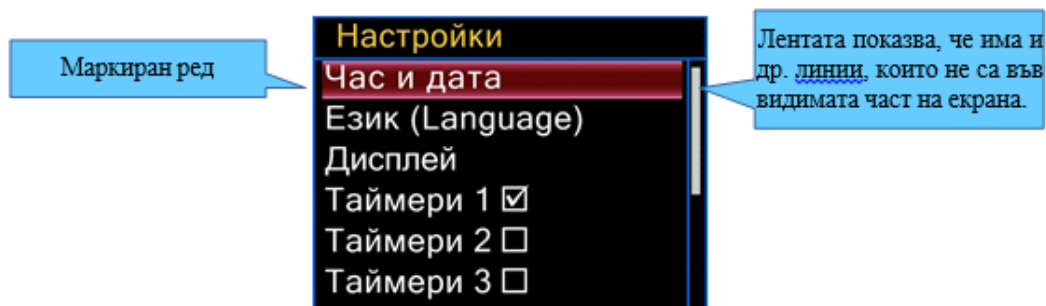 Маркиран ред
Настройки
Час и дата
Език (Language)
Дисплей
Таймери 1 ☑
Таймери 2 ☐
Таймери 3 ☐
Лентата показва, че има и
др. линии, които не са във
видимата част на екрана.